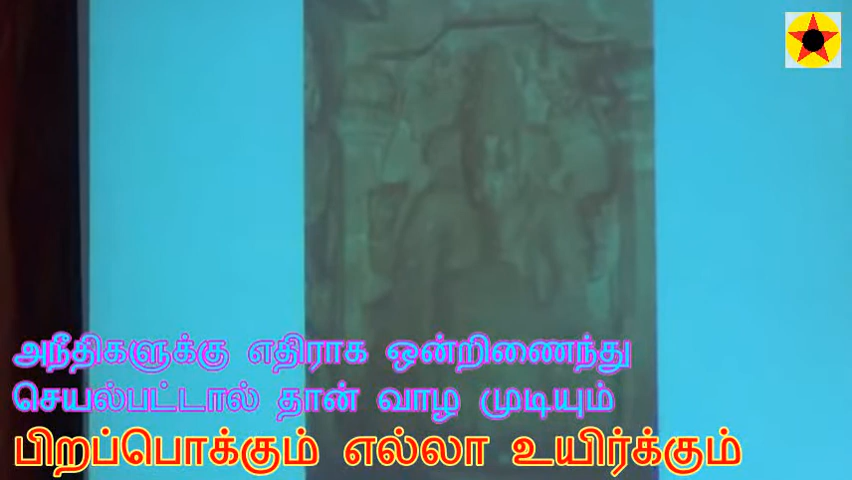 அநீதிகளுக்கு எதிராக ஒன்றிணைந்து
செயல்பட்டால் தான் வாழ முடியும்
பிறப்பொக்கும் எல்லா உயிர்க்கும்